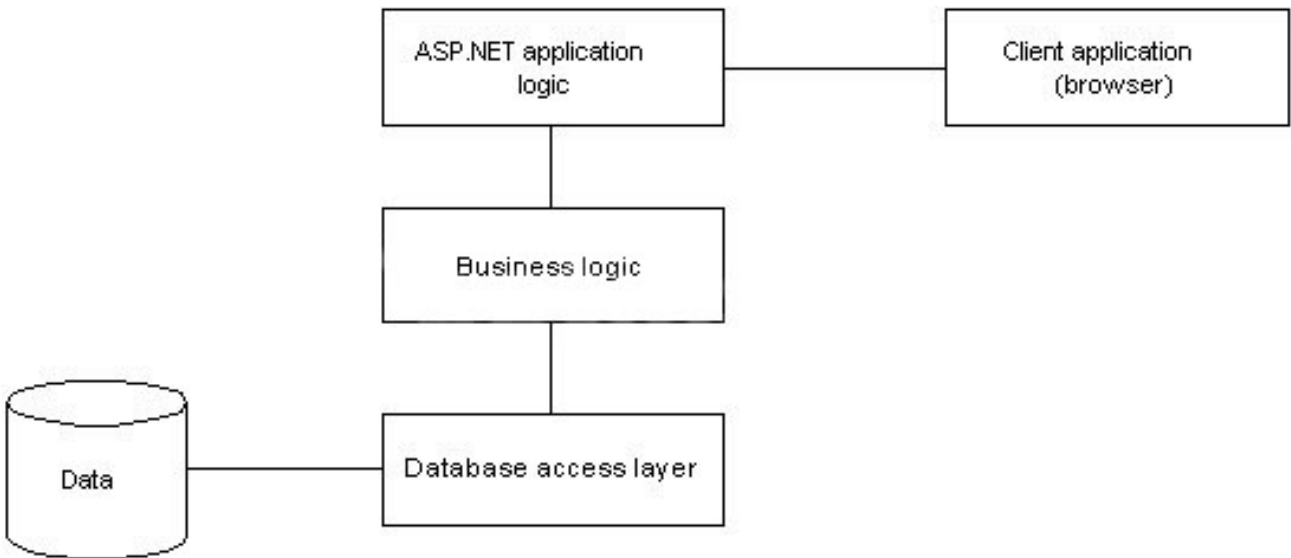 ASP.NET application
logic
Client application
(browser)
Business logic
Database access layer
Data